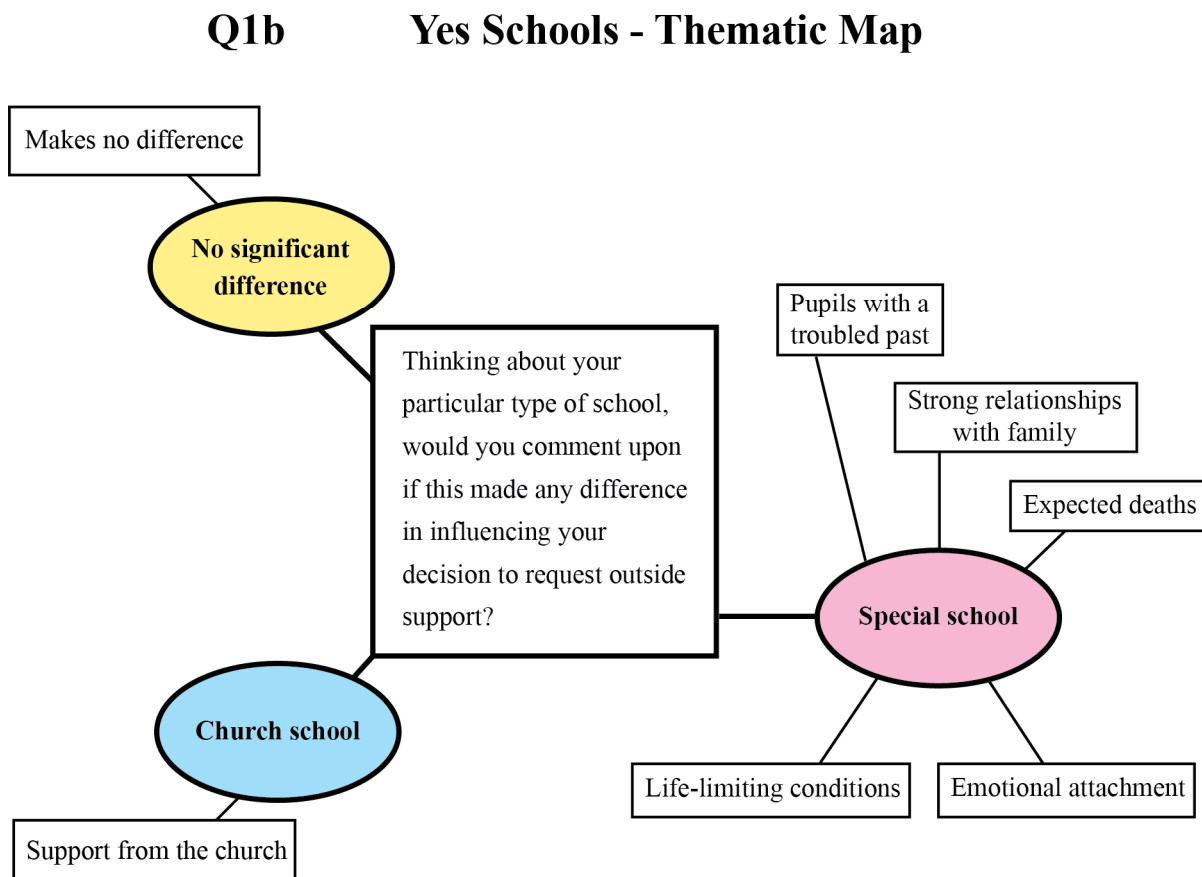 Q1b Yes Schools - Thematic Map
Makes no difference
No significant
difference
Pupils with a
troubled past
Thinking about your
particular type of school,
would you comment upon
if this made any difference
in influencing your
decision to request outside
support?
Strong relationships
with family
Expected deaths
Special school
Church school
Life-limiting conditions
Emotional attachment
Support from the church